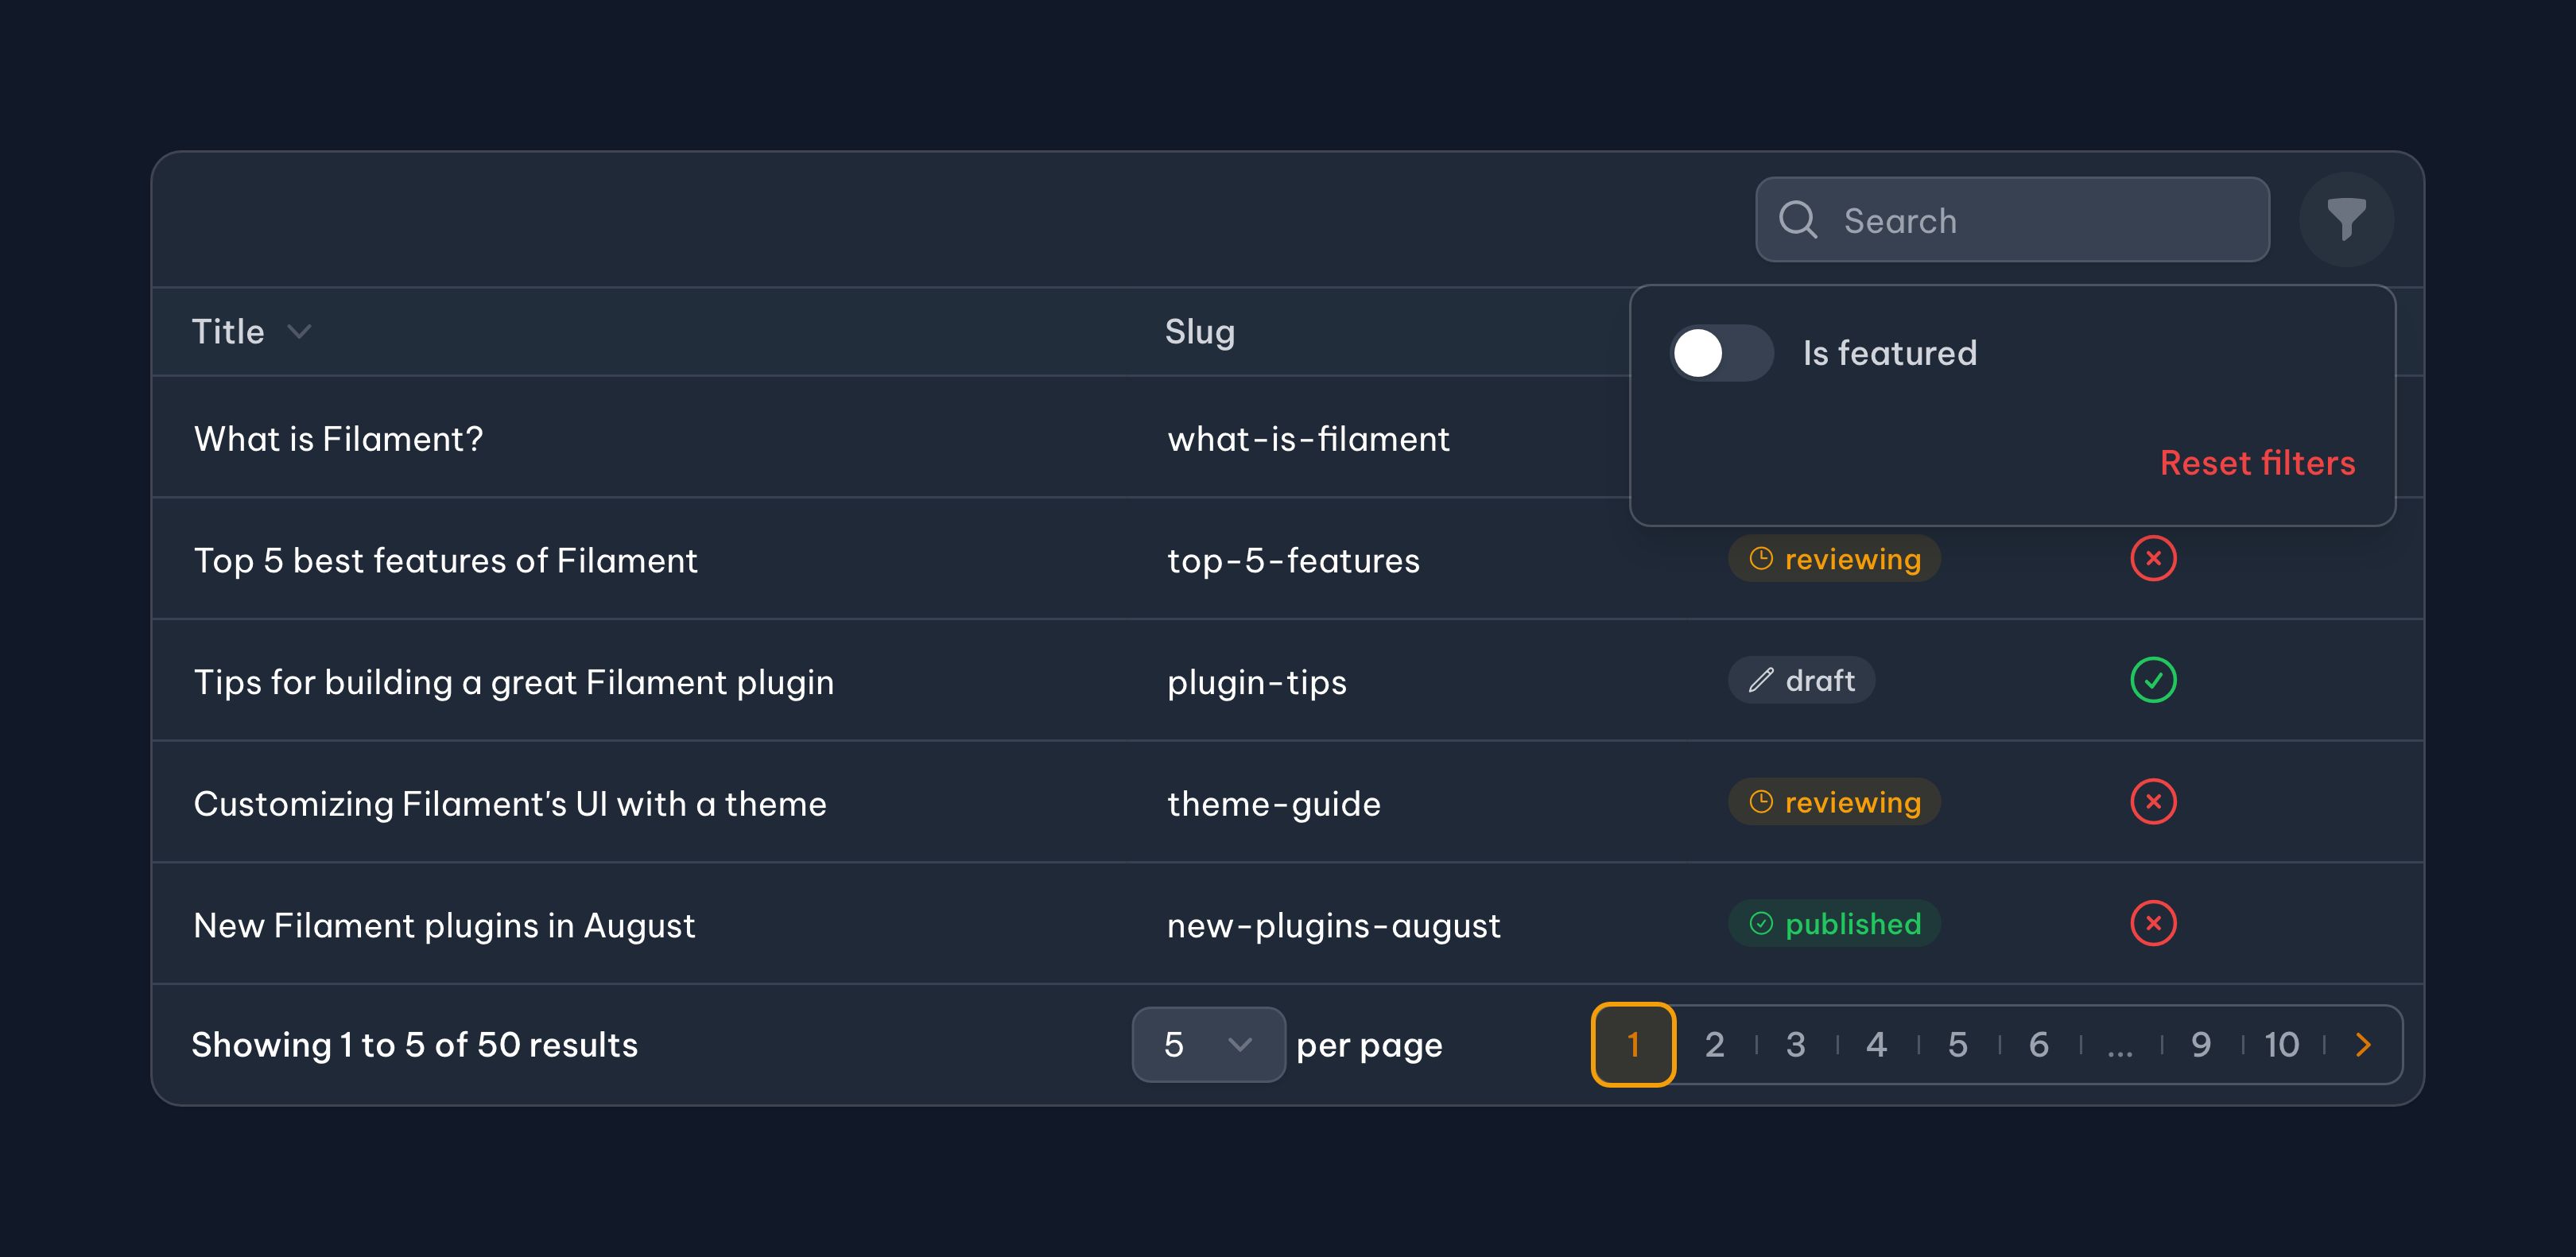 Search
Title Slug
Is featured
What is Filament? what-is-filament
Reset filters
Top 5 best features of Filament top-5-features reviewing
Tips for building a great Filament plugin plugin-tips draft
Customizing Filament's UI with a theme theme-guide reviewing
New Filament plugins in August new-plugins-august published
Showing 1 to 5 of 50 results 5 per page 1 2 3 4 5 6 ... 9 10